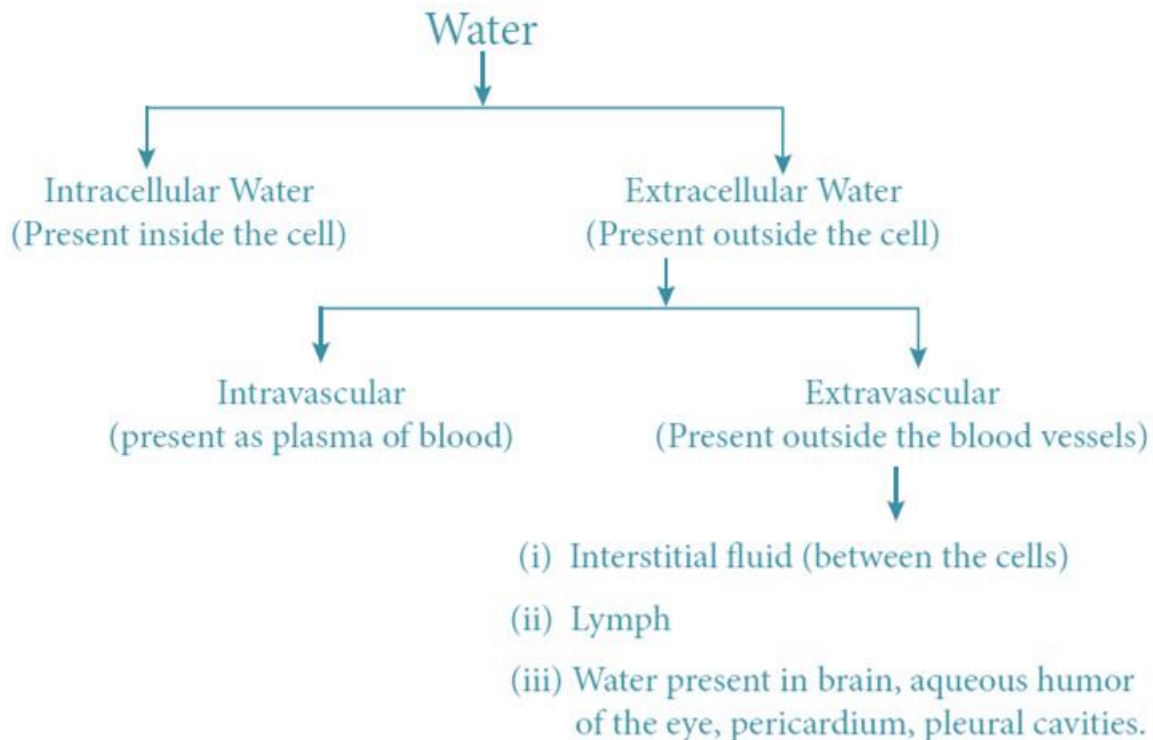 Water
Intracellular Water
(Present inside the cell)
Extracellular Water
(Present outside the cell)
Intravascular
(present as plasma of blood)
Extravascular
(Present outside the blood vessels)
(i) Interstitial fluid (between the cells)
(ii) Lymph
(iii) Water present in brain, aqueous humor
of the eye, pericardium, pleural cavities.